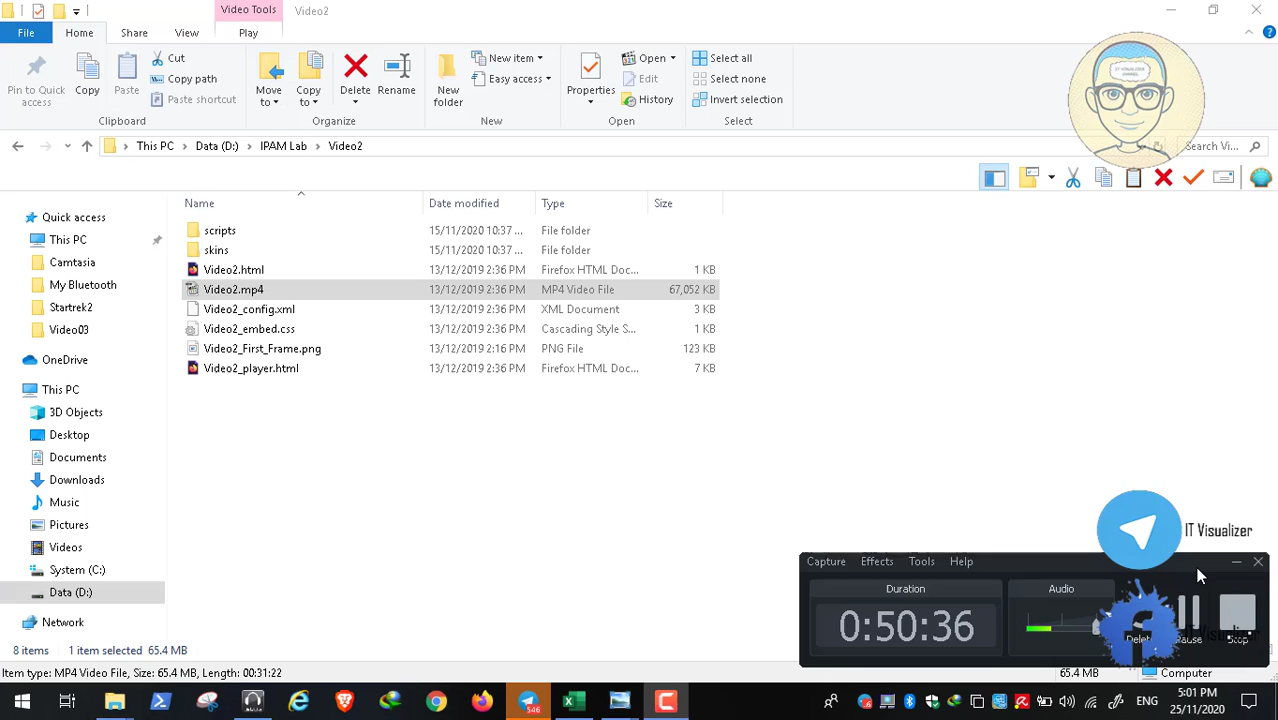 Video Tools
Video2
File
Home
Share
View
Play
Pin to Quick access
Copy
Paste
Cut
Copy path
Paste shortcut
Clipboard
Move to
Copy to
Delete
Rename
Organize
New folder
New item
Easy access
New
Properties
Open
Edit
History
Open
Select all
Select none
Invert selection
Select
IT VISUALIZER
CHANNEL
This PC
Data (D:)
IPAM Lab
Video2
Search Vi...
Name
Date modified
Type
Size
scripts 15/11/2020 10:37 ... File folder
skins 15/11/2020 10:37 ... File folder
Video2.html 13/12/2019 2:36 PM Firefox HTML Doc... 1 KB
Video2.mp4 13/12/2019 2:36 PM MP4 Video File 67,052 KB
Video2_config.xml 13/12/2019 2:36 PM XML Document 3 KB
Video2_embed.css 13/12/2019 2:36 PM Cascading Style S... 1 KB
Video2_First_Frame.png 13/12/2019 2:16 PM PNG File 123 KB
Video2_player.html 13/12/2019 2:36 PM Firefox HTML Doc... 7 KB
Quick access
This PC
Camtasia
My Bluetooth
Startrek2
Video03
OneDrive
This PC
3D Objects
Desktop
Documents
Downloads
Music
Pictures
Videos
System (C:)
Data (D:)
Network
IT Visualizer
Capture Effects Tools Help
Duration
Audio
0:50:36
Delete
Pause
Stop
IT Visualizer
8 items 1 item selected 65.4 MB
Item type: MP4 Video File, Size: 65.4 MB, Length: 00:31:22
65.4 MB
Computer
546
ENG
5:01 PM
25/11/2020